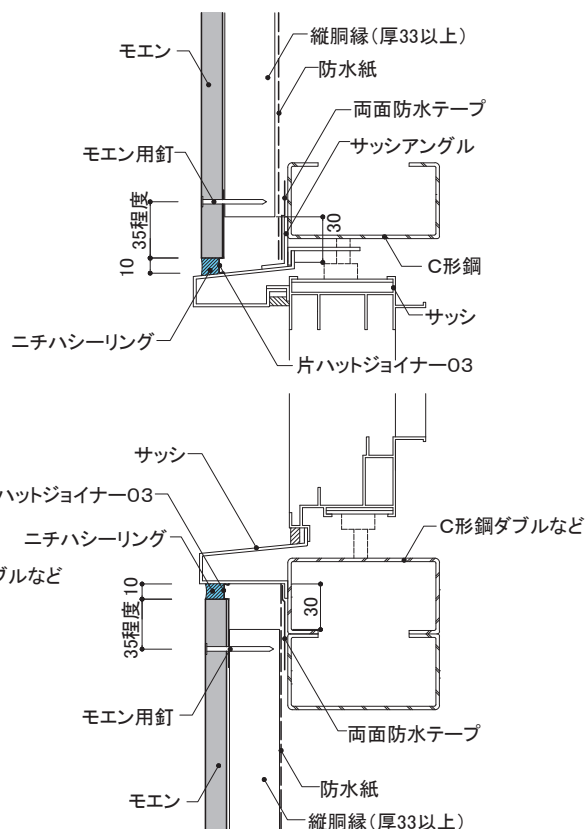 モエン
縦胴縁(厚33以上)
防水紙
両面防水テープ
モエン用釘
サッシアングル
35程度
30
10
C形鋼
サッシ
ニチハシーリング
片ハットジョイナー03
サッシ
ハットジョイナー03
C形鋼ダブルなど
ニチハシーリング
ブルなど
10
30
35程度
モエン用釘
両面防水テープ
防水紙
モエン
縦胴縁(厚33以上)